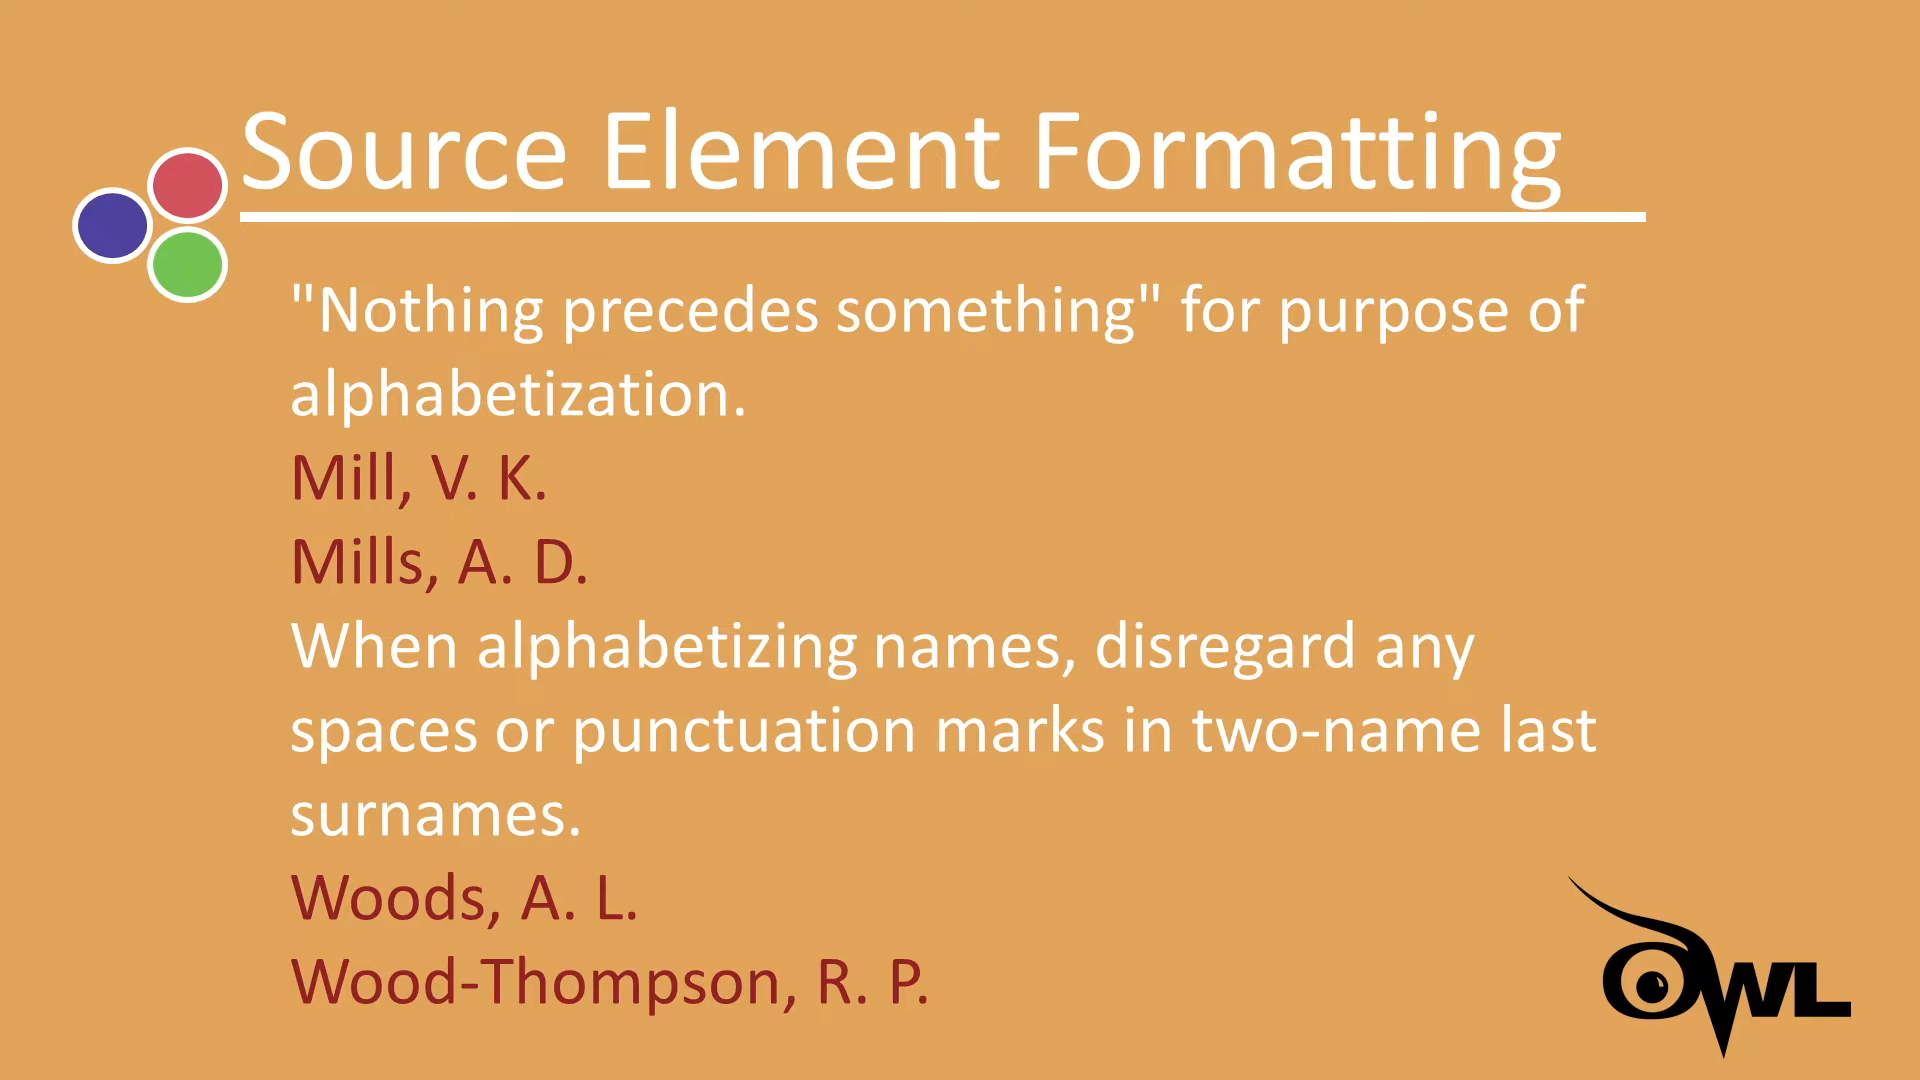 Source Element Formatting
"Nothing precedes something" for purpose of
alphabetization.
Mill, V. K.
Mills, A. D.
When alphabetizing names, disregard any
spaces or punctuation marks in two-name last
surnames.
Woods, A. L.
Wood-Thompson, R. P.
OWL